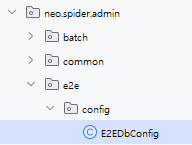 neo.spider.admin
batch
common
e2e
config
E2EDbConfig